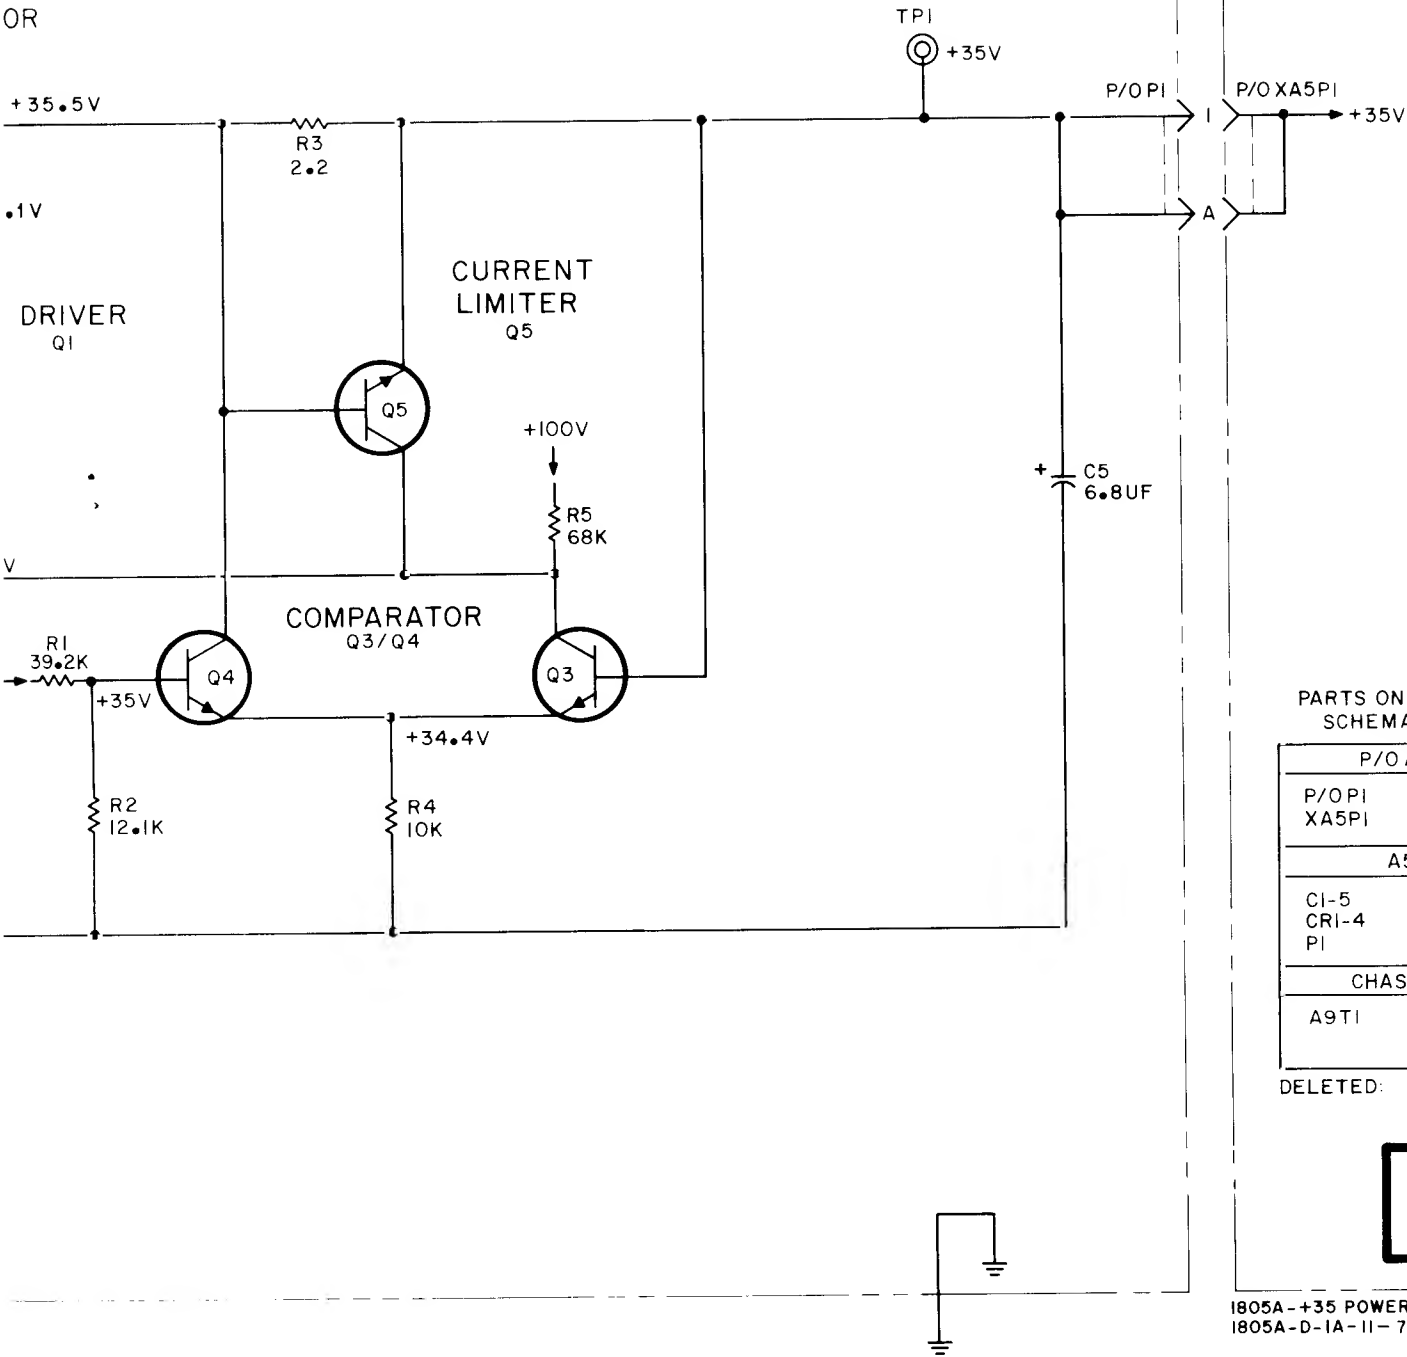 OR
TP1
+35V
+35.5V
P/O P1
P/O XA5P1
1
+35V
R3
2.2
.1V
A
CURRENT
LIMITER
Q5
DRIVER
Q1
Q5
+100V
+
C5
6.8UF
R5
68K
V
COMPARATOR
Q3/Q4
R1
39.2K
Q4
Q3
+35V
+34.4V
PARTS ON
SCHEMA
P/O A
R2
12.1K
R4
10K
P/O P1
XA5P1
A5
C1-5
CR1-4
P1
CHAS
A9T1
DELETED:
1805A-+35 POWER
1805A-D-1A-11-7